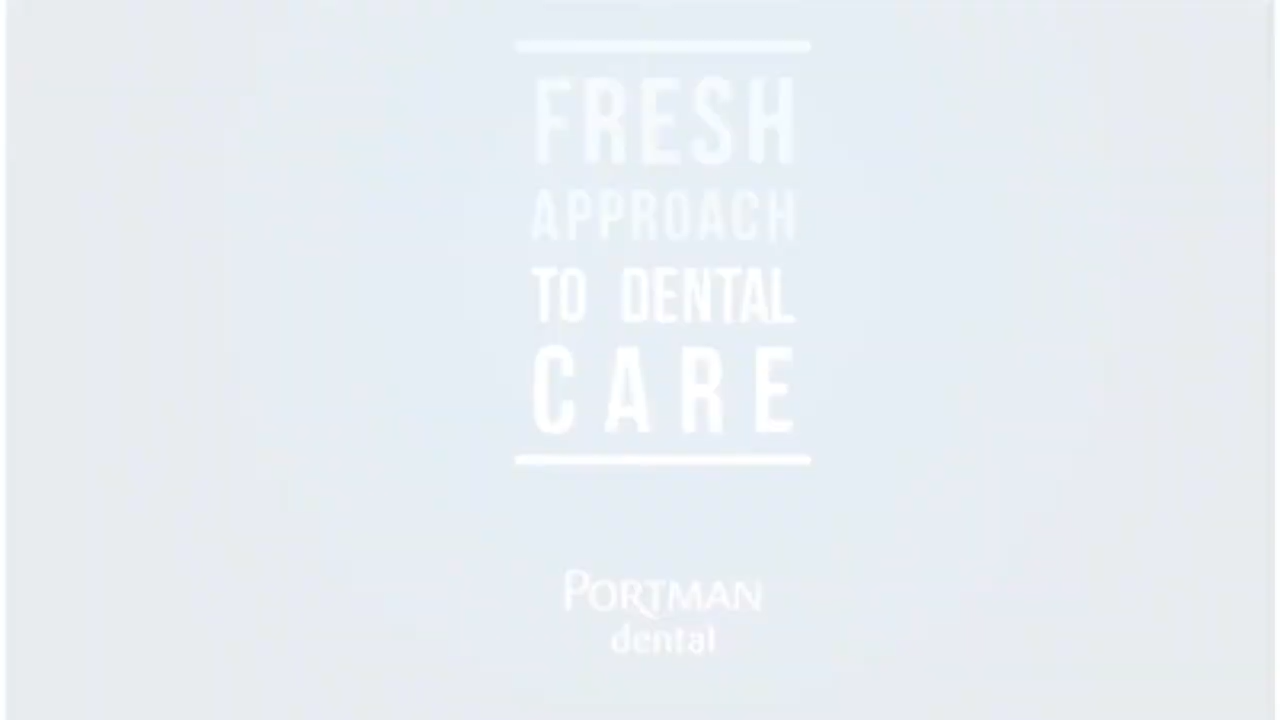 FRESH
APPROACH
TO DENTAL
CARE
PORTMAN
dental